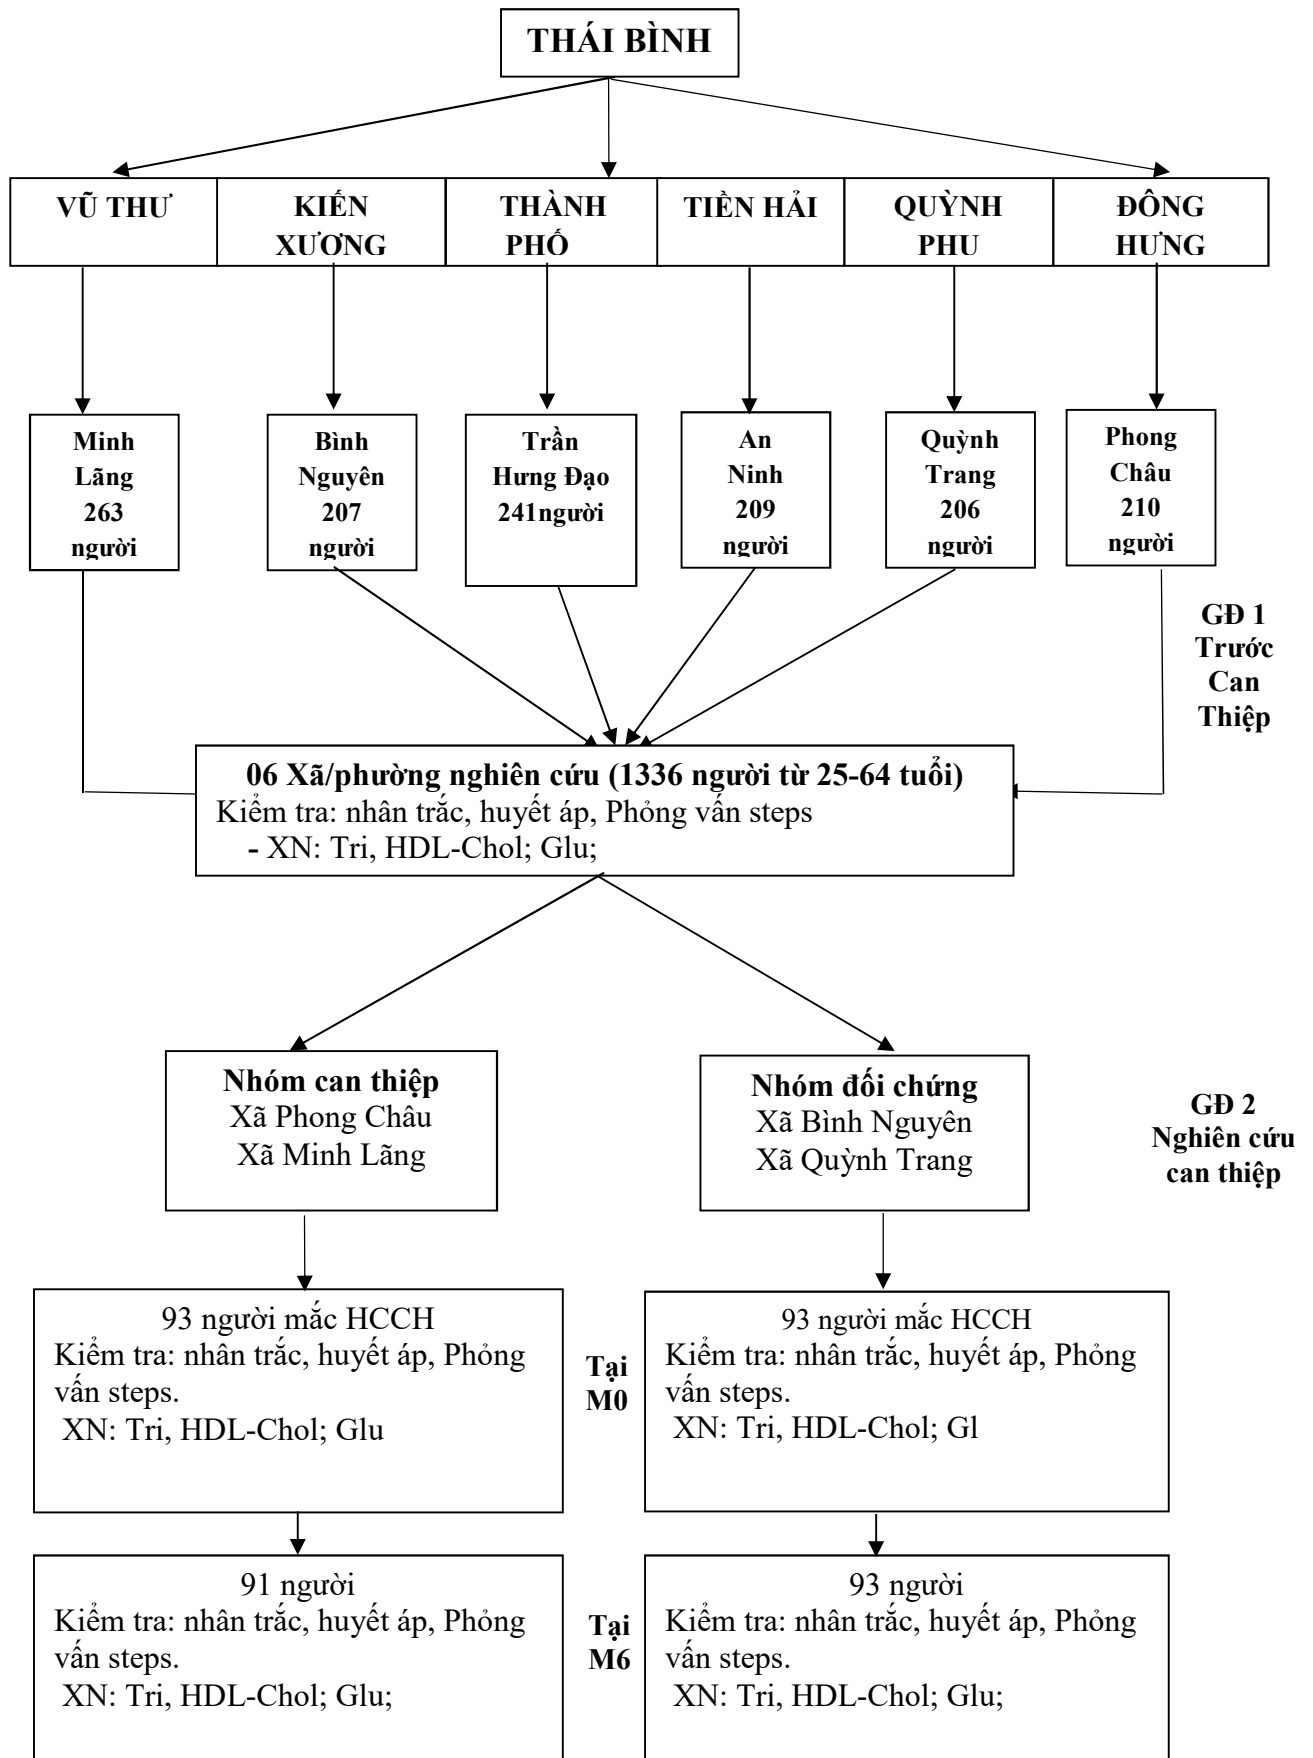 THÁI BÌNH
VŨ THƯ
KIẾN
XƯƠNG
THÀNH
PHỐ
TIỀN HẢI
QUỲNH
PHU
ĐÔNG
HƯNG
Minh
Lãng
263
người
Bình
Nguyên
207
người
Trần
Hưng Đạo
241người
An
Ninh
209
người
Quỳnh
Trang
206
người
Phong
Châu
210
người
GĐ 1
Trước
Can
Thiệp
06 Xã/phường nghiên cứu (1336 người từ 25-64 tuổi)
Kiểm tra: nhân trắc, huyết áp, Phỏng vấn steps
- XN: Tri, HDL-Chol; Glu;
Nhóm can thiệp
Xã Phong Châu
Xã Minh Lãng
Nhóm đối chứng
Xã Bình Nguyên
Xã Quỳnh Trang
GĐ 2
Nghiên cứu
can thiệp
93 người mắc HCCH
Kiểm tra: nhân trắc, huyết áp, Phỏng
vấn steps.
XN: Tri, HDL-Chol; Glu
Tại
M0
93 người mắc HCCH
Kiểm tra: nhân trắc, huyết áp, Phỏng
vấn steps.
XN: Tri, HDL-Chol; Gl
91 người
Kiểm tra: nhân trắc, huyết áp, Phỏng
vấn steps.
XN: Tri, HDL-Chol; Glu;
Tại
M6
93 người
Kiểm tra: nhân trắc, huyết áp, Phỏng
vấn steps.
XN: Tri, HDL-Chol; Glu;